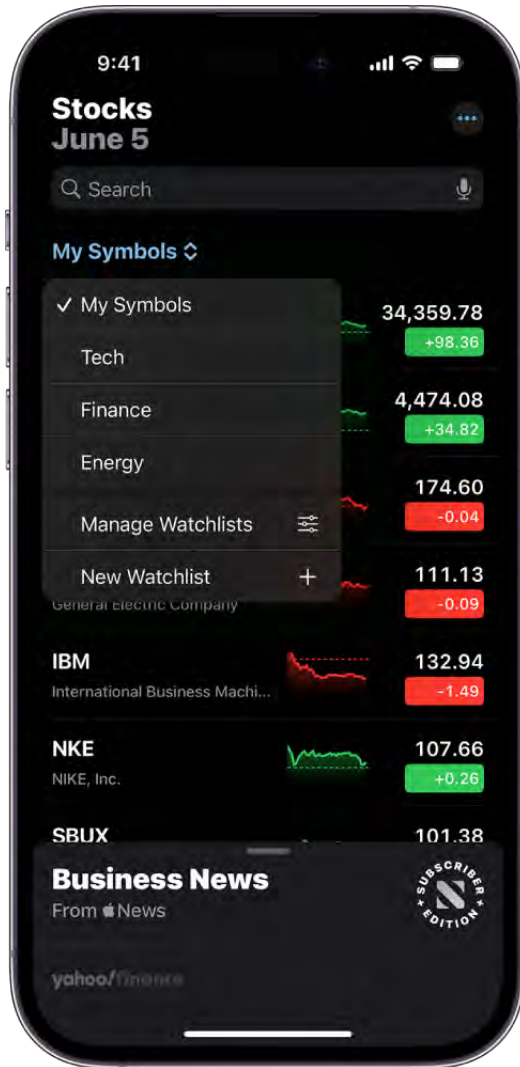 9:41
Stocks
June 5
Search
My Symbols
✓ My Symbols
34,359.78
+98.36
Tech
Finance
4,474.08
+34.82
Energy
174.60
-0.04
Manage Watchlists
New Watchlist +
111.13
General Electric Company
-0.09
IBM 132.94
International Business Machi... -1.49
NKE 107.66
NIKE, Inc. +0.26
SBUX 101.38
Business News
From News
SUBSCRIBER EDITION
yahoo/finance